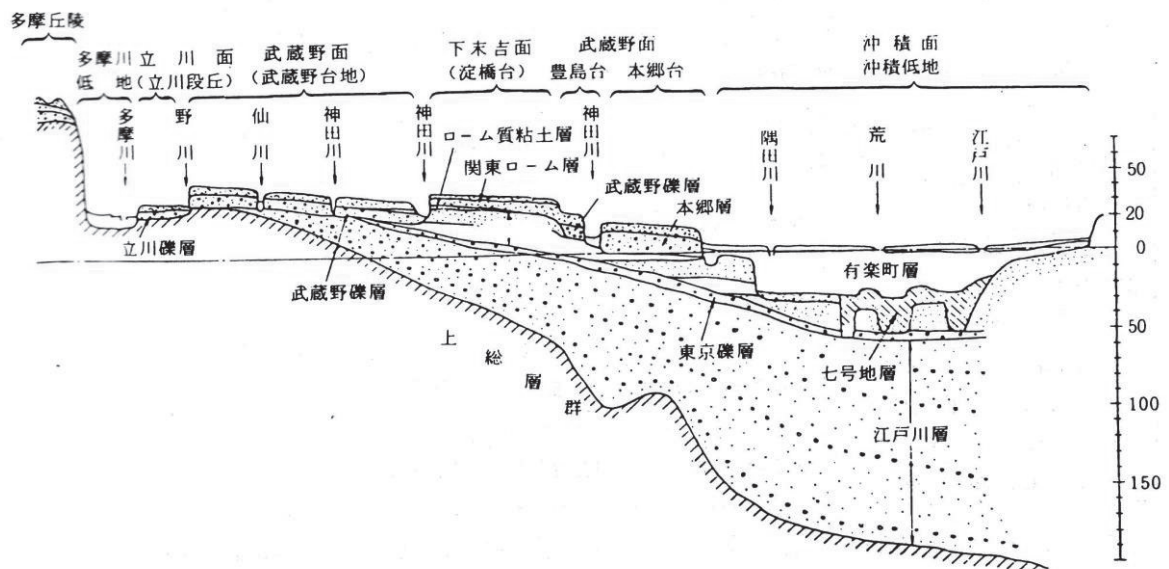 多摩丘陵
多摩川低地
立川面(立川段丘)
武蔵野面(武蔵野台地)
下末吉面(淀橋台)
武蔵野面
豊島台
本郷台
沖積面
沖積低地
多摩川
野川
仙川
神田川
神田川
神田川
隅田川
荒川
江戸川
ローム質粘土層
関東ローム層
武蔵野礫層
本郷層
立川礫層
武蔵野礫層
有楽町層
東京礫層
七号地層
上総層群
江戸川層
50
20
0
50
100
150